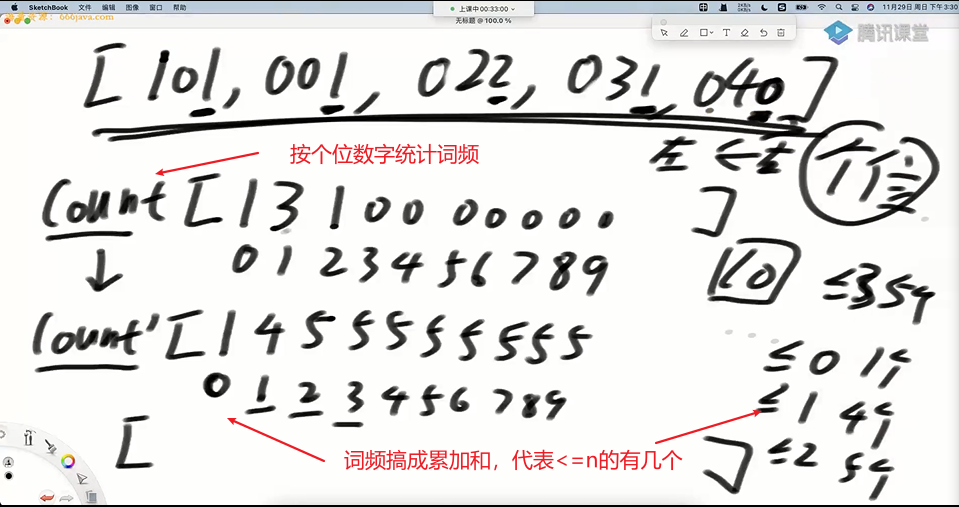 SketchBook 文件 编辑 图像 窗口 帮助
上课中 00:33:00
11月29日 周日 下午3:30
资源:666java.com
无标题 @ 100.0 %
腾讯课堂
[101, 001, 022, 031, 040]
左 ← 右
按个位数字统计词频
count [1 3 1 0 0 0 0 0 0 0]
0 1 2 3 4 5 6 7 8 9
10
≤3 5个
count' [1 4 5 5 5 5 5 5 5 5]
0 1 2 3 4 5 6 7 8 9
≤0 1个
≤1 4个
≤2 5个
词频搞成累加和,代表<=n的有几个
[ ]